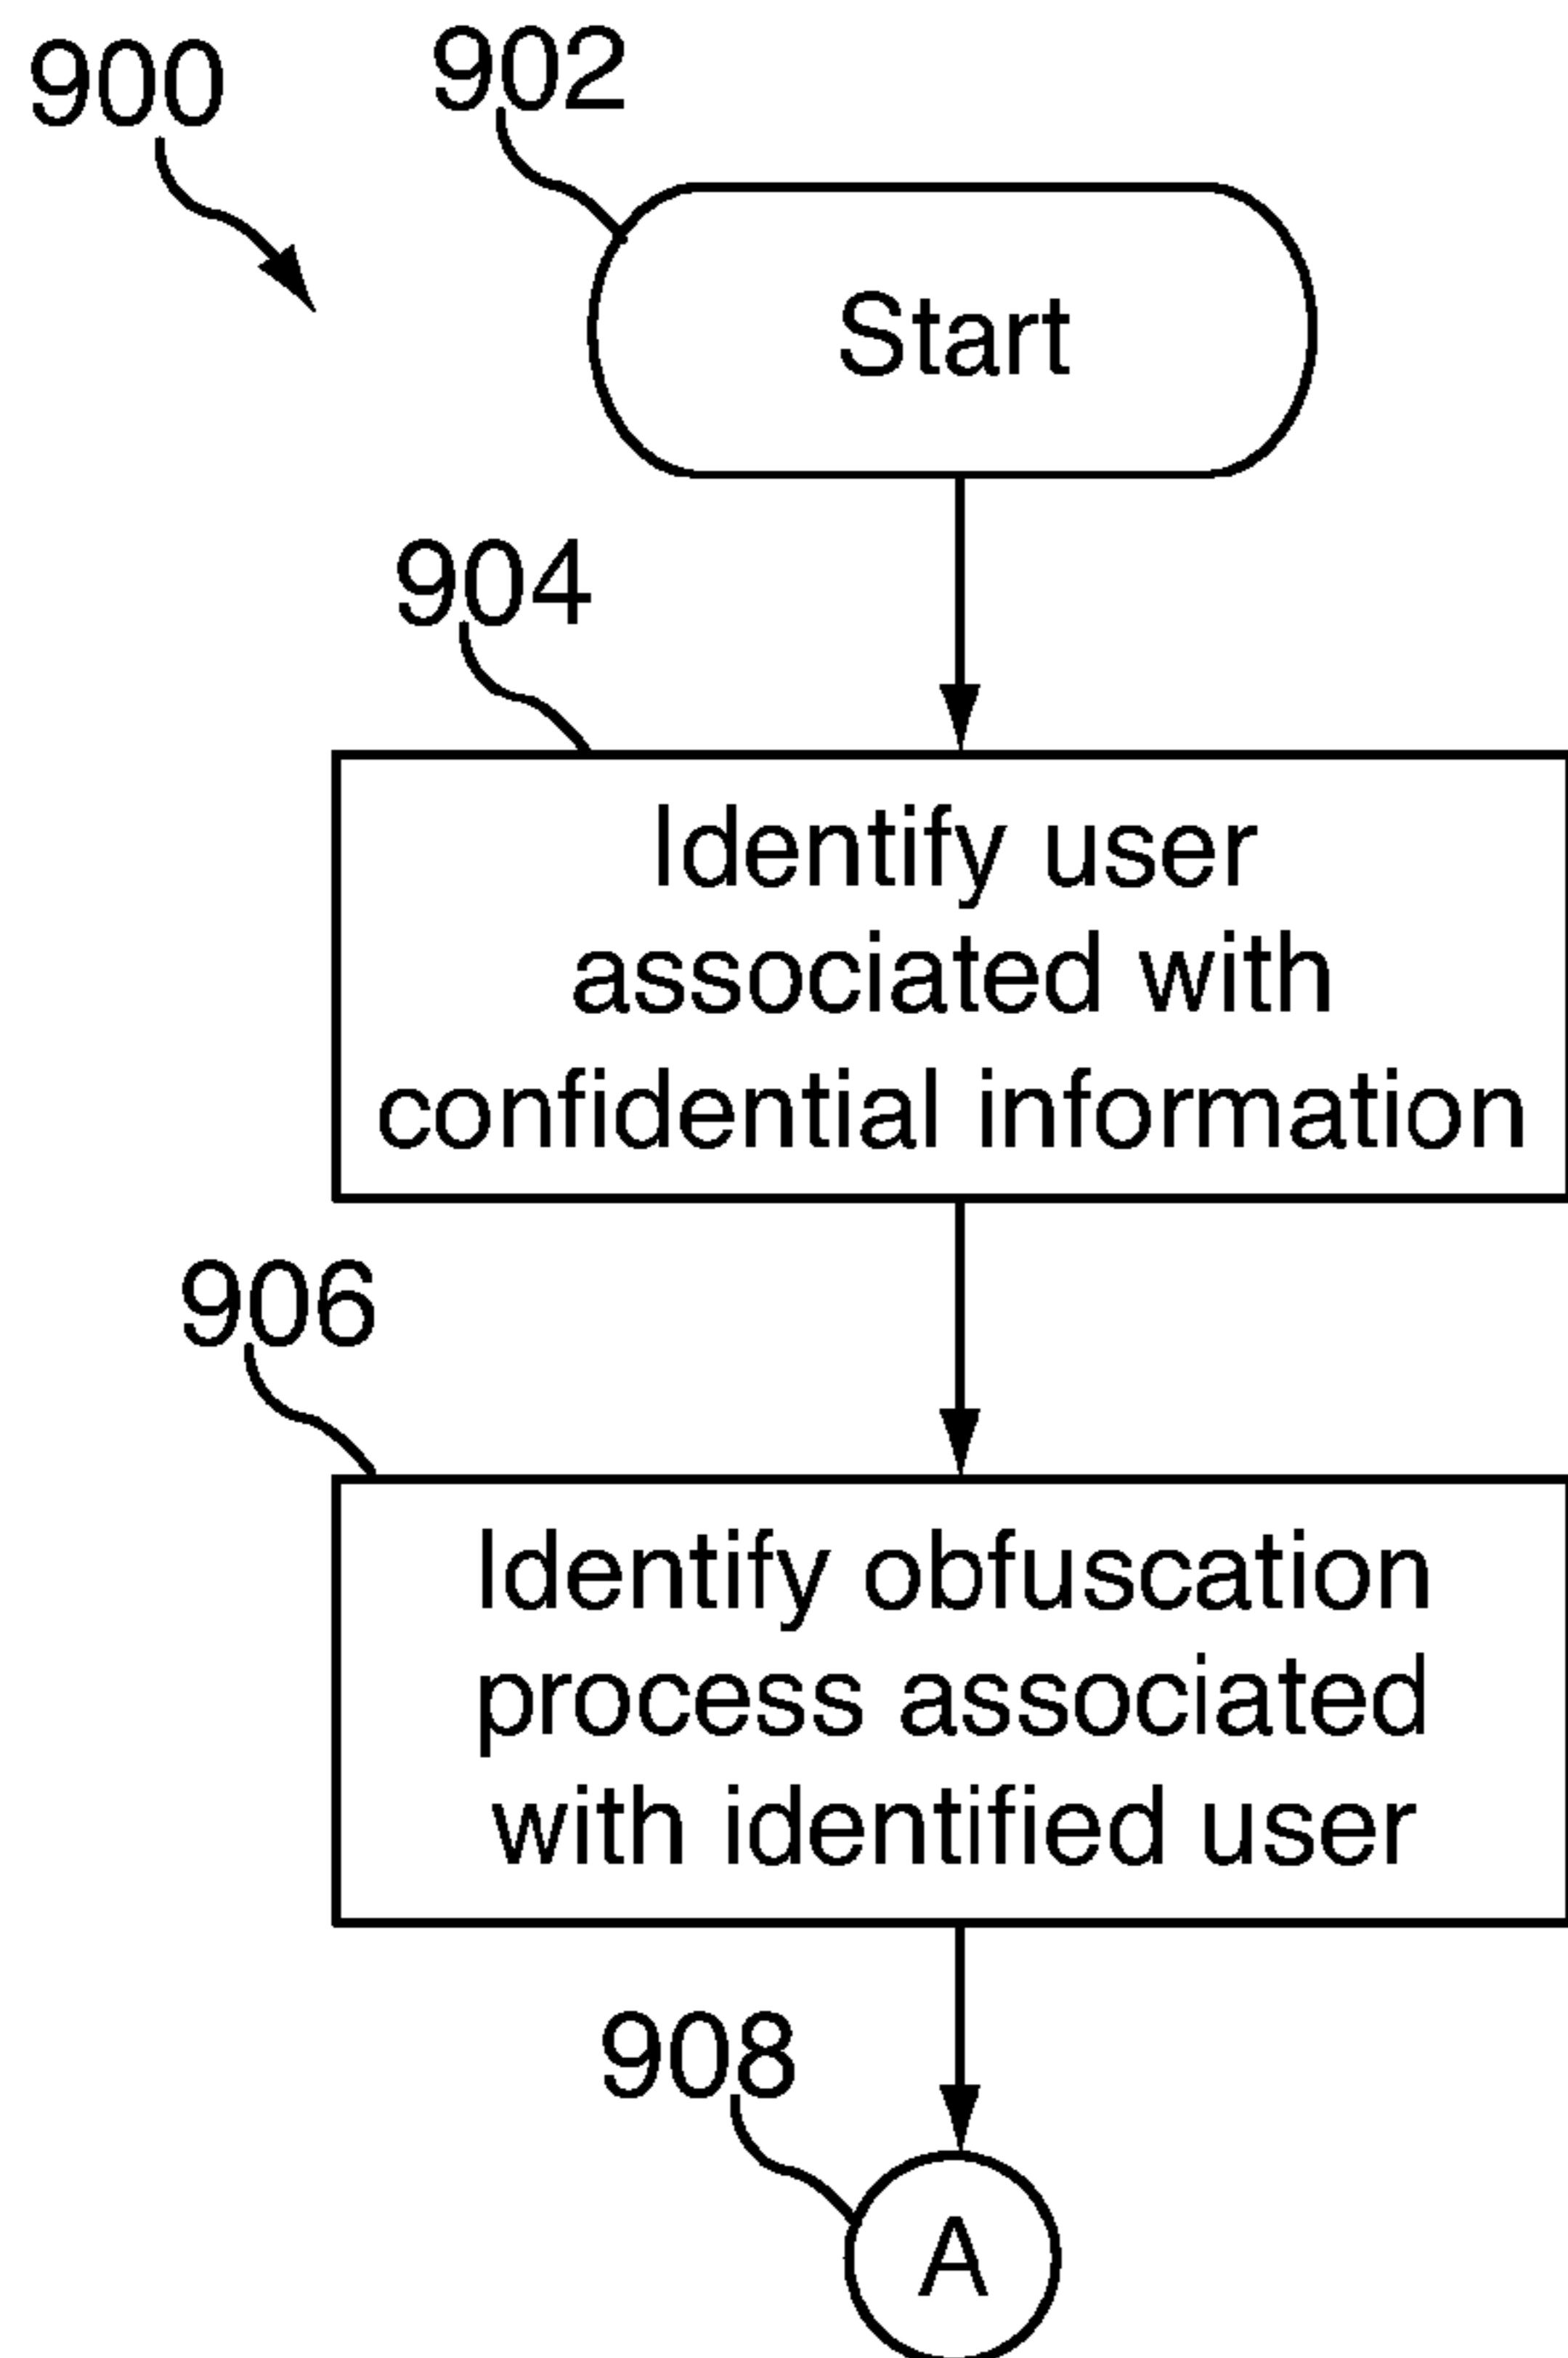 900
902
Start
904
Identify user
associated with
confidential information
906
Identify obfuscation
process associated
with identified user
908
A